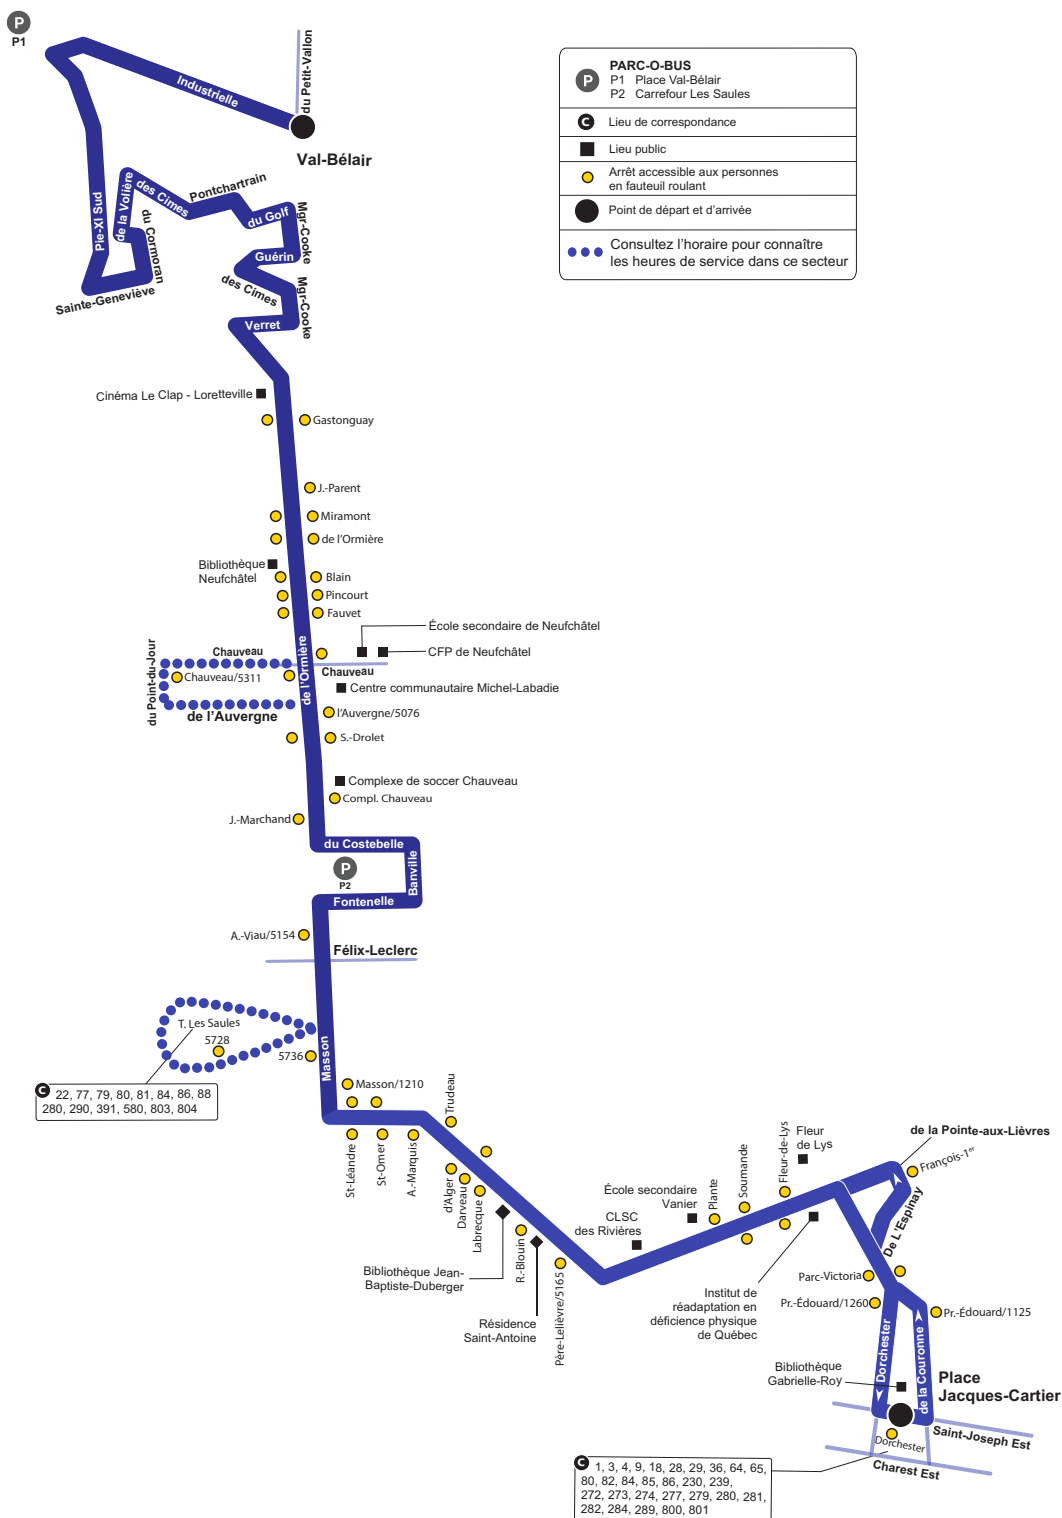 P
P1
du Petit-Vallon
Industrielle
Val-Bélair
PARC-O-BUS
P
P1 Place Val-Bélair
P2 Carrefour Les Saules
C
Lieu de correspondance
Lieu public
Arrêt accessible aux personnes
en fauteuil roulant
Point de départ et d'arrivée
Consultez l'horaire pour connaître
les heures de service dans ce secteur
Pie-XI Sud
de la Volière
des Cimes
Pontchartrain
du Golf
Mgr-Cooke
du Cormoran
Sainte-Geneviève
Guérin
des Cimes
Mgr-Cooke
Verret
Cinéma Le Clap - Loretteville
Gastonguay
J.-Parent
Miramont
de l'Ormière
Bibliothèque
Neufchâtel
Blain
Pincourt
Fauvet
École secondaire de Neufchâtel
CFP de Neufchâtel
de l'Ormière
Chauveau
Chauveau
du Point-du-Jour
Chauveau/5311
Centre communautaire Michel-Labadie
de l'Auvergne
l'Auvergne/5076
S.-Drolet
Complexe de soccer Chauveau
Compl. Chauveau
J.-Marchand
du Costebelle
P
P2
Banville
Fontenelle
A.-Viau/5154
Félix-Leclerc
T. Les Saules
5728
5736
Masson
C 22, 77, 79, 80, 81, 84, 86, 88
280, 290, 391, 580, 803, 804
Masson/1210
Trudeau
St-Léandre
St-Omer
A.-Marquis
d'Alger
Darveau
Labrecque
Bibliothèque Jean-
Baptiste-Duberger
R.-Blouin
Résidence
Saint-Antoine
Père-Lelièvre/5165
CLSC
des Rivières
École secondaire
Vanier
Plante
Soumande
Fleur-de-Lys
Fleur
de Lys
Institut de
réadaptation en
déficience physique
de Québec
de la Pointe-aux-Lièvres
François-1er
De L'Espinay
Parc-Victoria
Pr.-Édouard/1260
Pr.-Édouard/1125
Dorchester
de la Couronne
Bibliothèque
Gabrielle-Roy
Place
Jacques-Cartier
Saint-Joseph Est
Dorchester
Charest Est
C 1, 3, 4, 9, 18, 28, 29, 36, 64, 65,
80, 82, 84, 85, 86, 230, 239,
272, 273, 274, 277, 279, 280, 281,
282, 284, 289, 800, 801